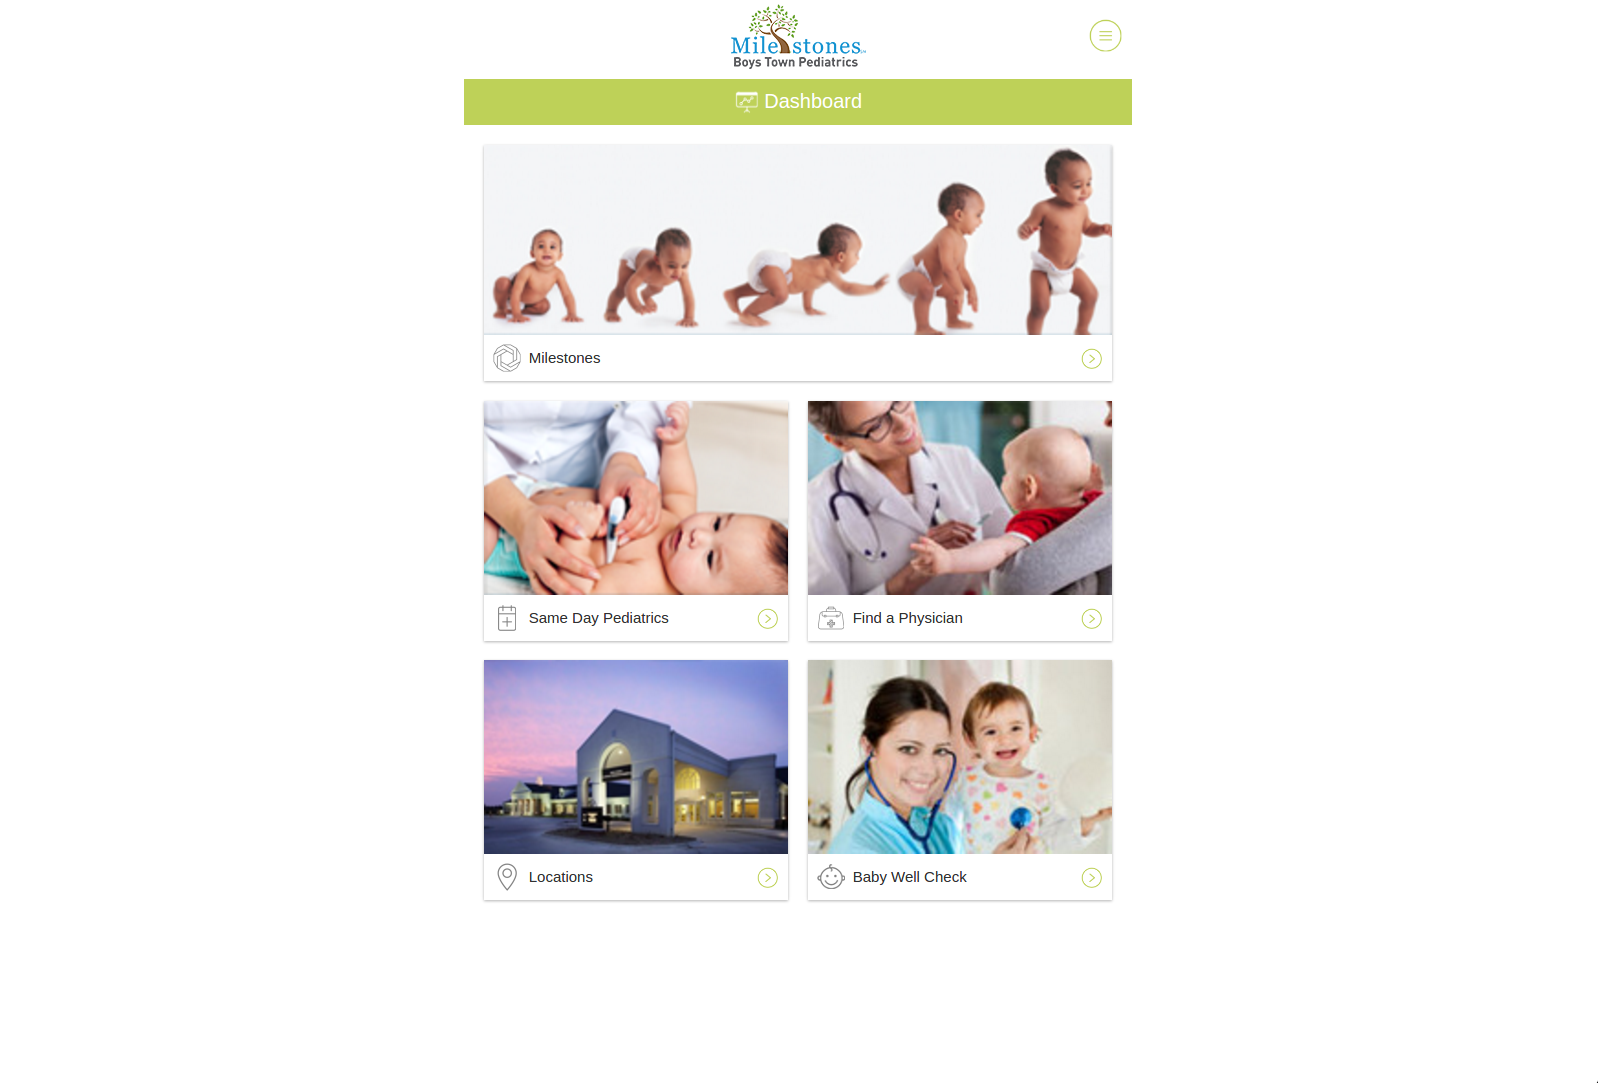 Milestones
Boys Town Pediatrics
Dashboard
Milestones
Same Day Pediatrics
Find a Physician
Locations
Baby Well Check